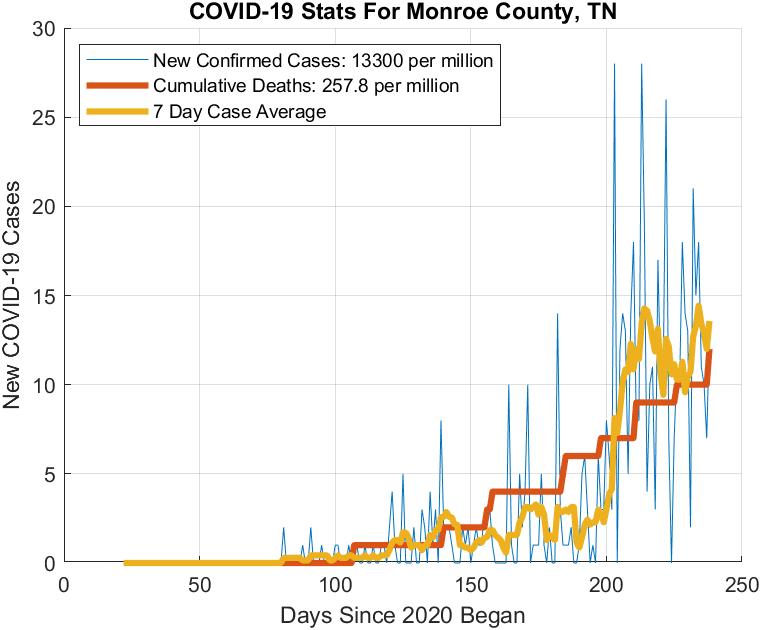 COVID-19 Stats For Monroe County, TN
30
New Confirmed Cases: 13300 per million
Cumulative Deaths: 257.8 per million
7 Day Case Average
25
20
15
10
5
0
New COVID-19 Cases
0 50 100 150 200 250
Days Since 2020 Began